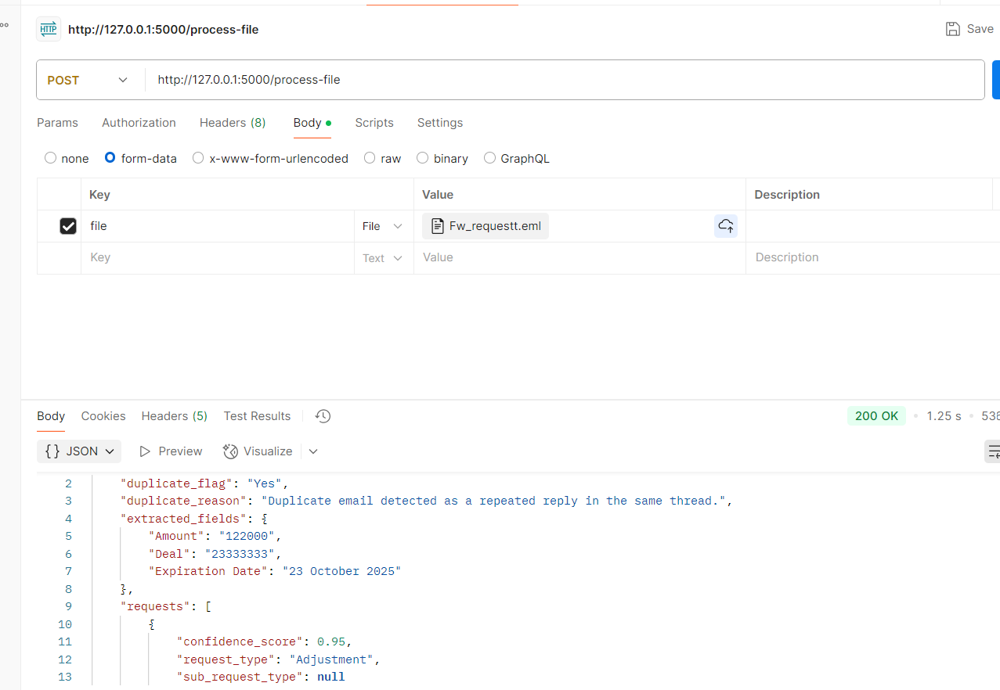 HTTP http://127.0.0.1:5000/process-file Save
POST http://127.0.0.1:5000/process-file
Params Authorization Headers (8) Body Scripts Settings
none form-data x-www-form-urlencoded raw binary GraphQL
Key Value Description
file File Fw_requestt.eml
Key Text Value Description
Body Cookies Headers (5) Test Results 200 OK 1.25 s 538
{} JSON Preview Visualize
2 "duplicate_flag": "Yes",
3 "duplicate_reason": "Duplicate email detected as a repeated reply in the same thread.",
4 "extracted_fields": {
5 "Amount": "122000",
6 "Deal": "23333333",
7 "Expiration Date": "23 October 2025"
8 },
9 "requests": [
10 {
11 "confidence_score": 0.95,
12 "request_type": "Adjustment",
13 "sub_request_type": null